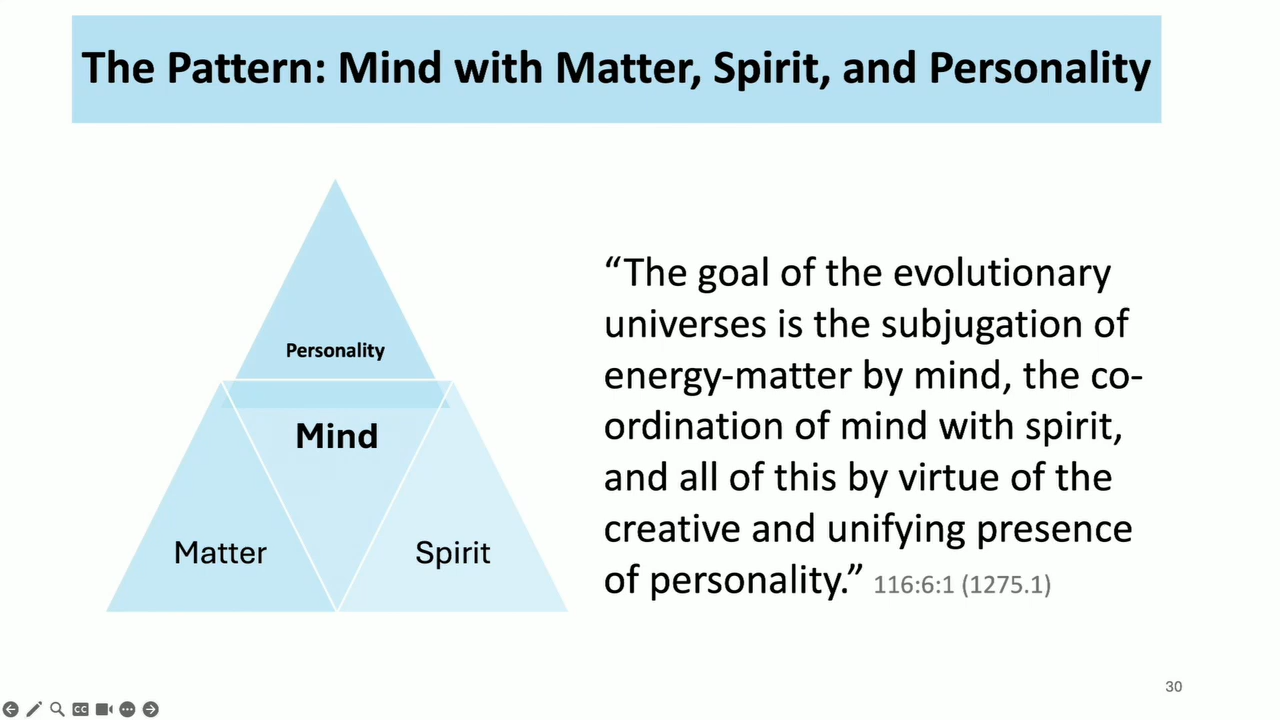 The Pattern: Mind with Matter, Spirit, and Personality
Personality
Mind
Matter
Spirit
“The goal of the evolutionary
universes is the subjugation of
energy-matter by mind, the co-
ordination of mind with spirit,
and all of this by virtue of the
creative and unifying presence
of personality.” 116:6:1 (1275.1)
30
CC